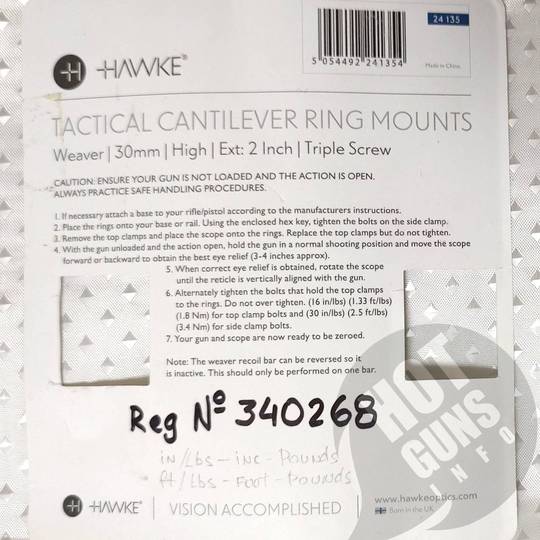 HAWKE®
24 135
5 054492 241354
Made in China
TACTICAL CANTILEVER RING MOUNTS
Weaver | 30mm | High | Ext: 2 Inch | Triple Screw
CAUTION: ENSURE YOUR GUN IS NOT LOADED AND THE ACTION IS OPEN.
ALWAYS PRACTICE SAFE HANDLING PROCEDURES.
1. If necessary attach a base to your rifle/pistol according to the manufacturers instructions.
2. Place the rings onto your base or rail. Using the enclosed hex key, tighten the bolts on the side clamp.
3. Remove the top clamps and place the scope onto the rings. Replace the top clamps but do not tighten.
4. With the gun unloaded and the action open, hold the gun in a normal shooting position and move the scope
forward or backward to obtain the best eye relief (3-4 inches approx).
5. When correct eye relief is obtained, rotate the scope
until the reticle is vertically aligned with the gun.
6. Alternately tighten the bolts that hold the top clamps
to the rings. Do not over tighten. (16 in/lbs) (1.33 ft/lbs)
(1.8 Nm) for top clamp bolts and (30 in/lbs) (2.5 ft/lbs)
(3.4 Nm) for side clamp bolts.
7. Your gun and scope are now ready to be zeroed.
Note: The weaver recoil bar can be reversed so it
is inactive. This should only be performed on one bar.
Reg № 340268
in/Lbs - inc - Pounds
ft/Lbs - Foot - Pounds
HAWKE® | VISION ACCOMPLISHED
www.hawkeoptics.com
Born in the UK
HOT
GUNS
INFO